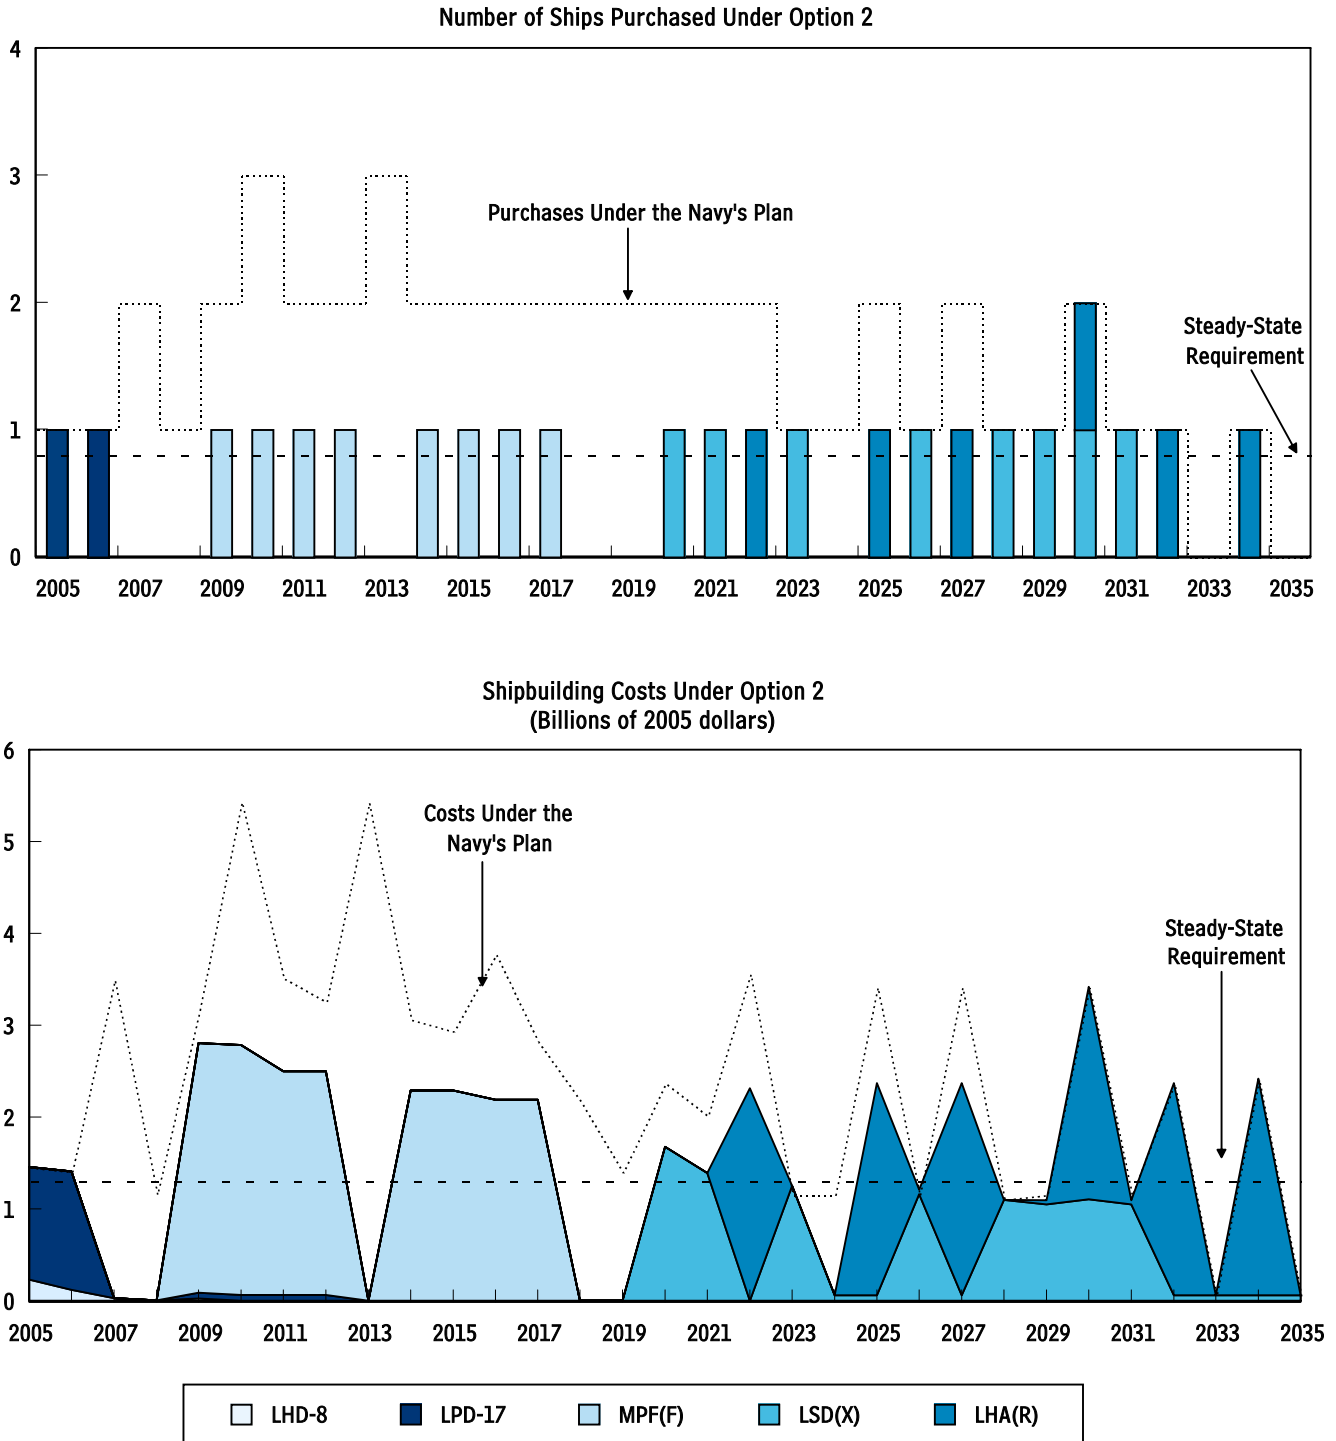 Number of Ships Purchased Under Option 2
4
3
Purchases Under the Navy's Plan
2
Steady-State
Requirement
1
0
2005 2007 2009 2011 2013 2015 2017 2019 2021 2023 2025 2027 2029 2031 2033 2035
Shipbuilding Costs Under Option 2
(Billions of 2005 dollars)
6
Costs Under the
Navy's Plan
5
4
Steady-State
Requirement
3
2
1
0
2005 2007 2009 2011 2013 2015 2017 2019 2021 2023 2025 2027 2029 2031 2033 2035
LHD-8 LPD-17 MPF(F) LSD(X) LHA(R)